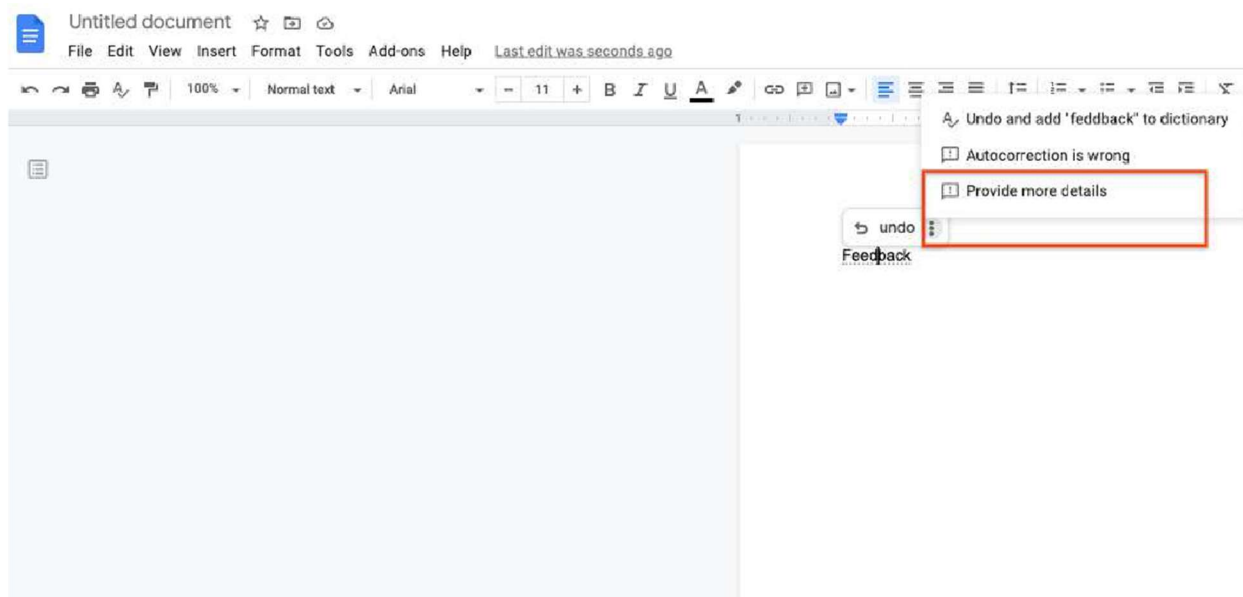 Untitled document
File Edit View Insert Format Tools Add-ons Help Last edit was seconds ago
100% Normal text Arial - 11 + B I U A
1
Undo and add "feddback" to dictionary
Autocorrection is wrong
Provide more details
undo
Feedback